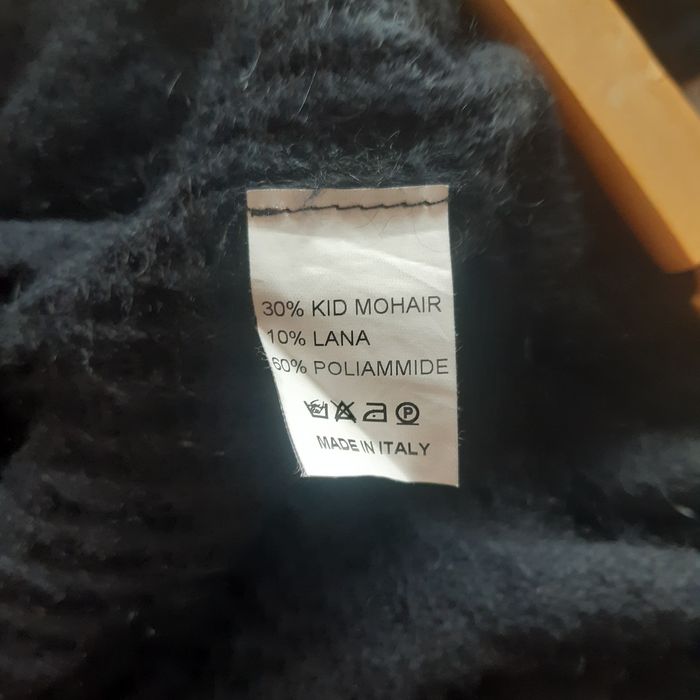 30% KID MOHAIR
10% LANA
60% POLIAMMIDE
P
MADE IN ITALY